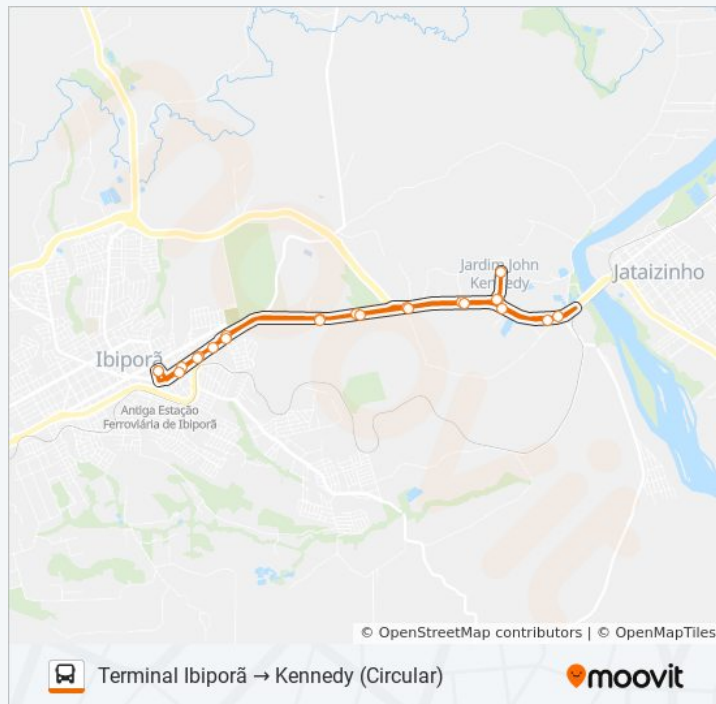 Jardim John
Kennedy
Jataizinho
Ibiporã
Antiga Estação
Ferroviária de Ibiporã
© OpenStreetMap contributors | © OpenMapTiles
Terminal Ibiporã → Kennedy (Circular)
moovit